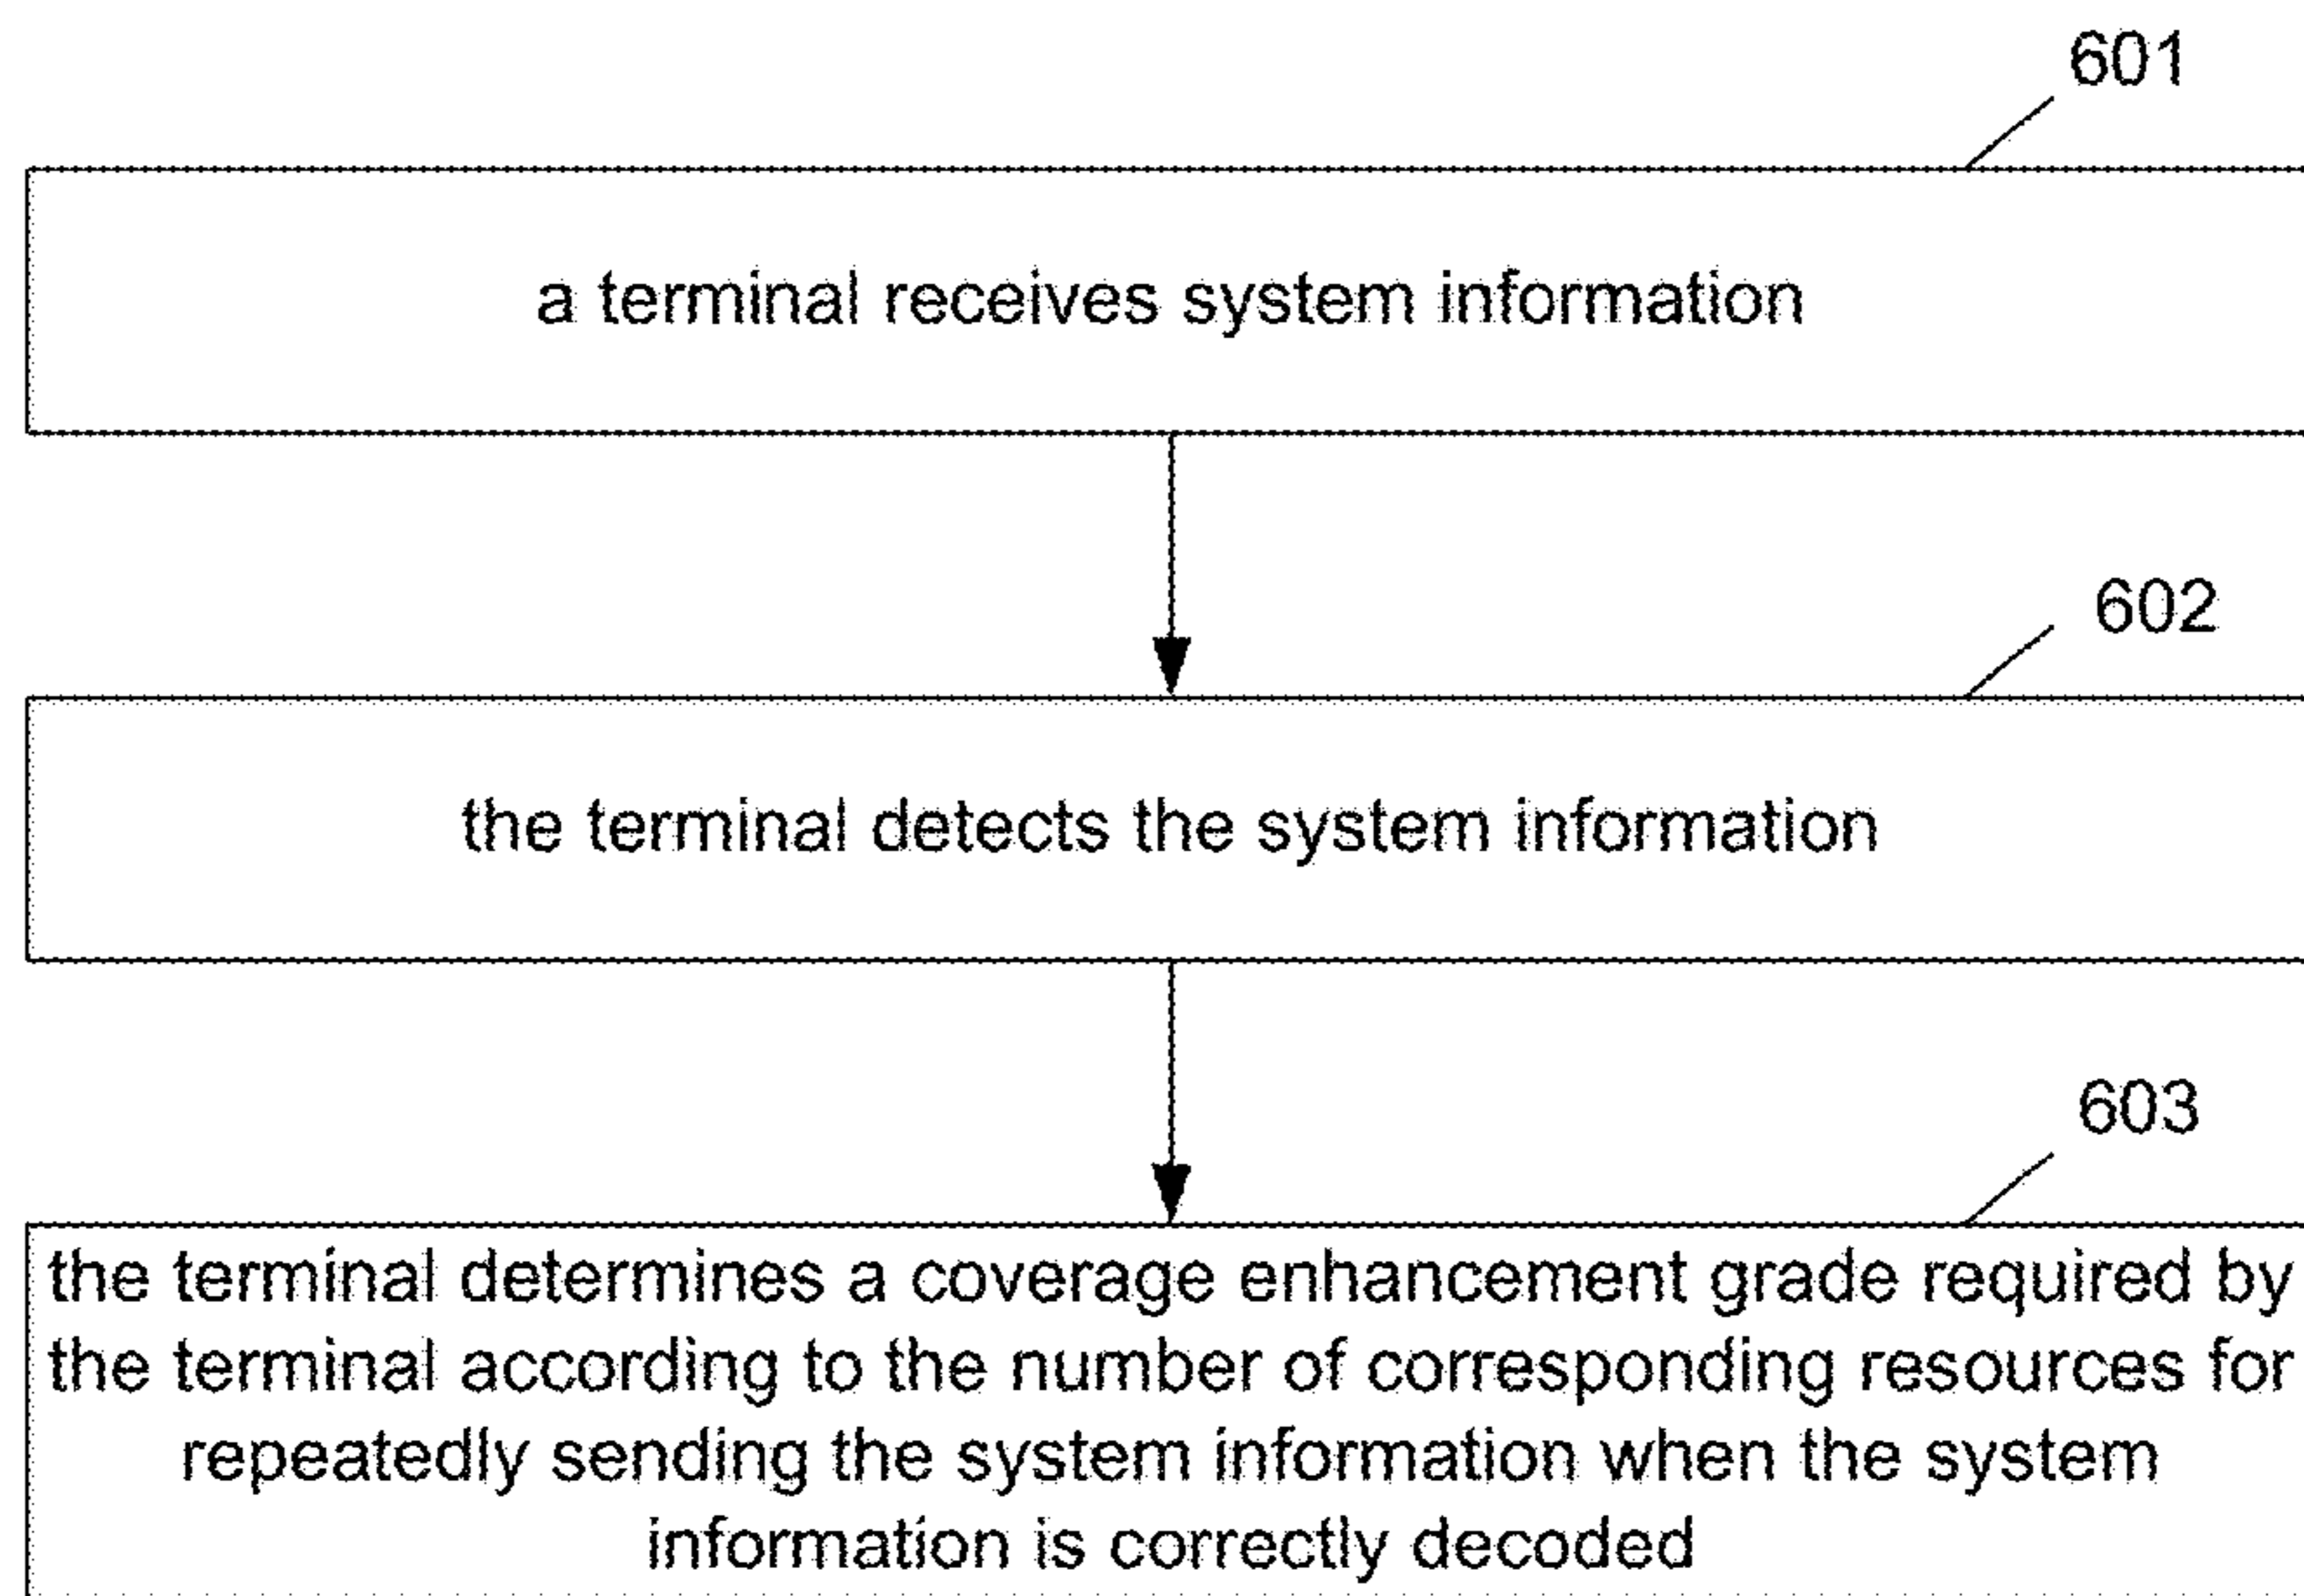 601
a terminal receives system information
602
the terminal detects the system information
603
the terminal determines a coverage enhancement grade required by
the terminal according to the number of corresponding resources for
repeatedly sending the system information when the system
information is correctly decoded